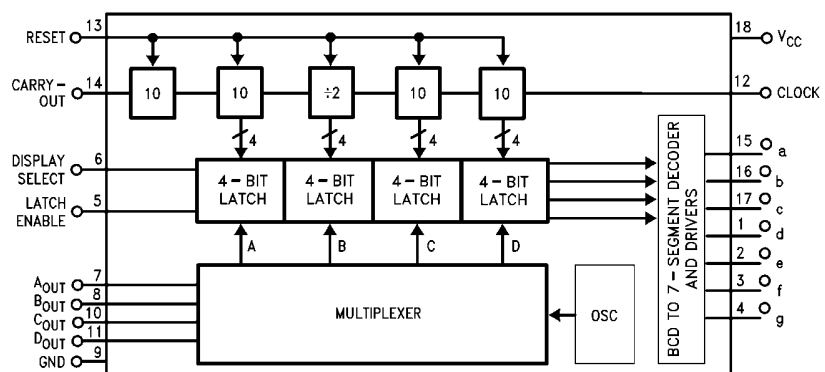 RESET 13
18 VCC
CARRY-OUT 14
10 10 ÷2 10 10
12 CLOCK
4 4 4 4
DISPLAY SELECT 6
LATCH ENABLE 5
4-BIT LATCH
4-BIT LATCH
4-BIT LATCH
4-BIT LATCH
BCD TO 7-SEGMENT DECODER
AND DRIVERS
15 a
16 b
17 c
1 d
2 e
3 f
4 g
A B C D
AOUT 7
BOUT 8
COUT 10
DOUT 11
GND 9
MULTIPLEXER
OSC